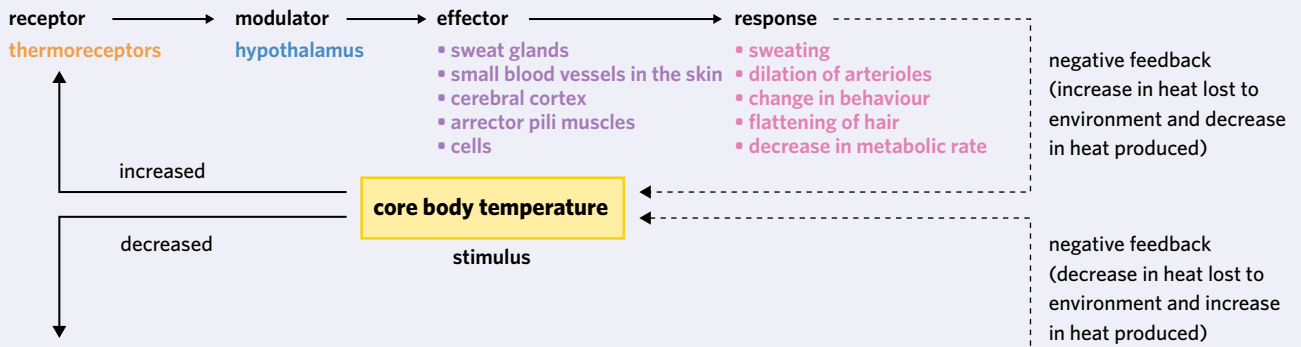 receptor modulator effector response
thermoreceptors hypothalamus
▪ sweat glands
▪ small blood vessels in the skin
▪ cerebral cortex
▪ arrector pili muscles
▪ cells
▪ sweating
▪ dilation of arterioles
▪ change in behaviour
▪ flattening of hair
▪ decrease in metabolic rate
negative feedback
(increase in heat lost to
environment and decrease
in heat produced)
increased
core body temperature
decreased
stimulus
negative feedback
(decrease in heat lost to
environment and increase
in heat produced)